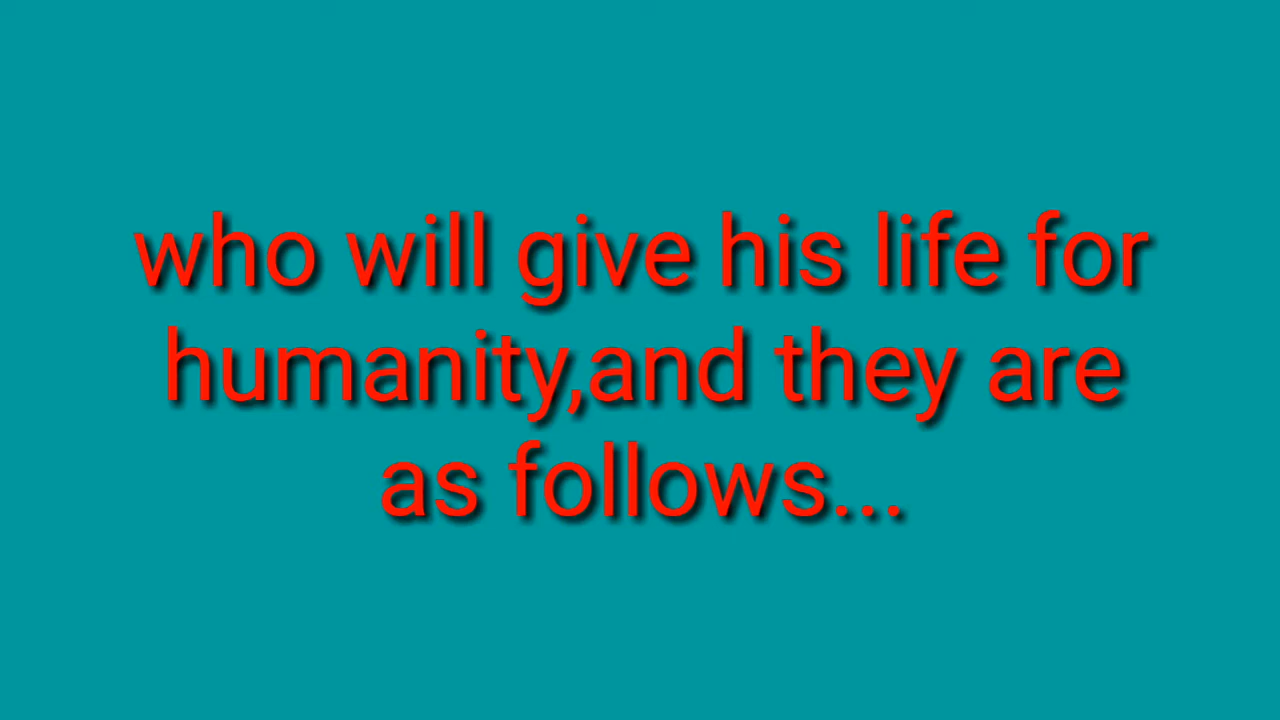 who will give his life for
humanity,and they are
as follows...